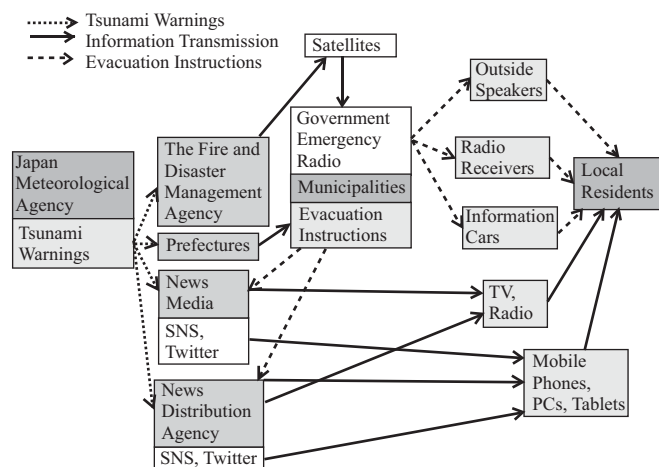 Tsunami Warnings
Information Transmission
Evacuation Instructions
Satellites
Outside
Speakers
Government
Emergency
Radio
Municipalities
Evacuation
Instructions
The Fire and
Disaster
Management
Agency
Radio
Receivers
Japan
Meteorological
Agency
Tsunami
Warnings
Local
Residents
Information
Cars
Prefectures
News
Media
SNS,
Twitter
TV,
Radio
Mobile
Phones,
PCs, Tablets
News
Distribution
Agency
SNS, Twitter